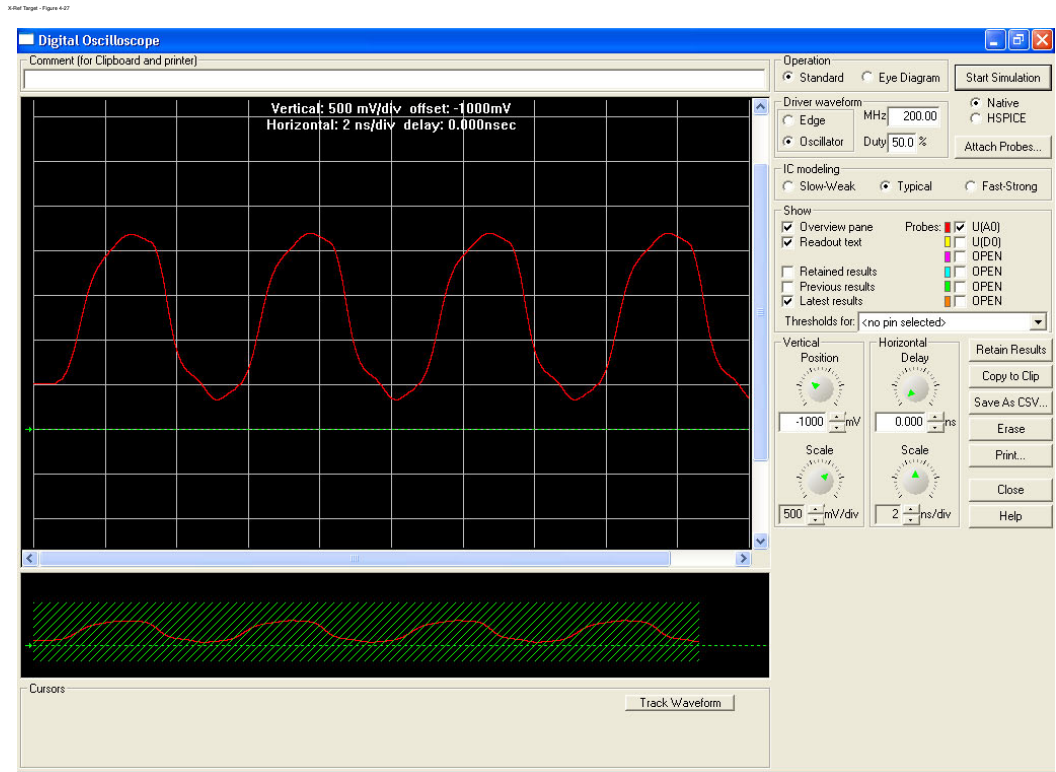 X-Ref Target - Figure 4-27
Digital Oscilloscope
Comment (for Clipboard and printer)
Vertical: 500 mV/div offset: -1000mV
Horizontal: 2 ns/div delay: 0.000nsec
Operation
Standard Eye Diagram
Start Simulation
Driver waveform
Edge
Oscillator
MHz 200.00
Duty 50.0 %
Native
HSPICE
Attach Probes...
IC modeling
Slow-Weak Typical Fast-Strong
Show
Overview pane
Readout text
Retained results
Previous results
Latest results
Probes:
U(A0)
U(D0)
OPEN
OPEN
OPEN
OPEN
Thresholds for: <no pin selected>
Vertical
Position
-1000 mV
Scale
500 mV/div
Horizontal
Delay
0.000 ns
Scale
2 ns/div
Retain Results
Copy to Clip
Save As CSV...
Erase
Print...
Close
Help
Cursors
Track Waveform